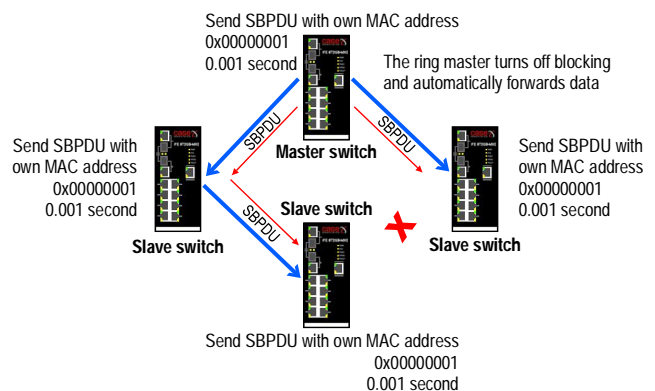 Send SBPDU with own MAC address
0x00000001
0.001 second
The ring master turns off blocking
and automatically forwards data
SBPDU
SBPDU
Master switch
Send SBPDU with
own MAC address
0x00000001
0.001 second
Slave switch
Send SBPDU with
own MAC address
0x00000001
0.001 second
Slave switch
SBPDU
Slave switch
Send SBPDU with own MAC address
0x00000001
0.001 second